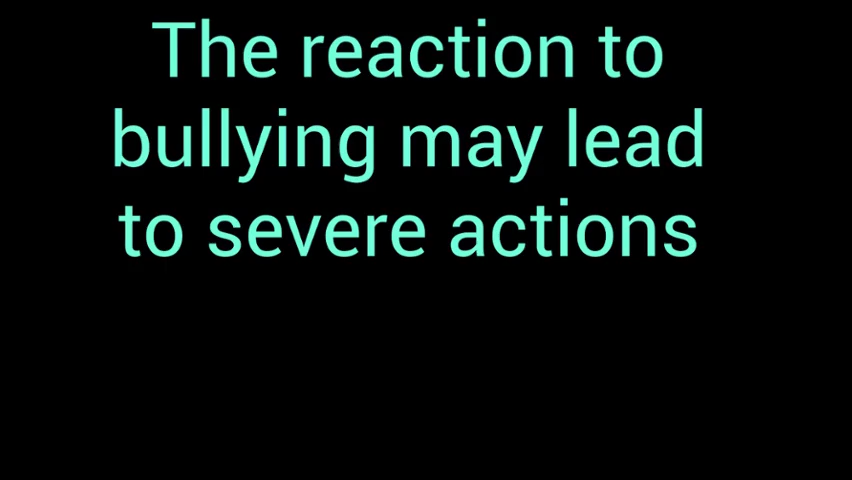 The reaction to
bullying may lead
to severe actions